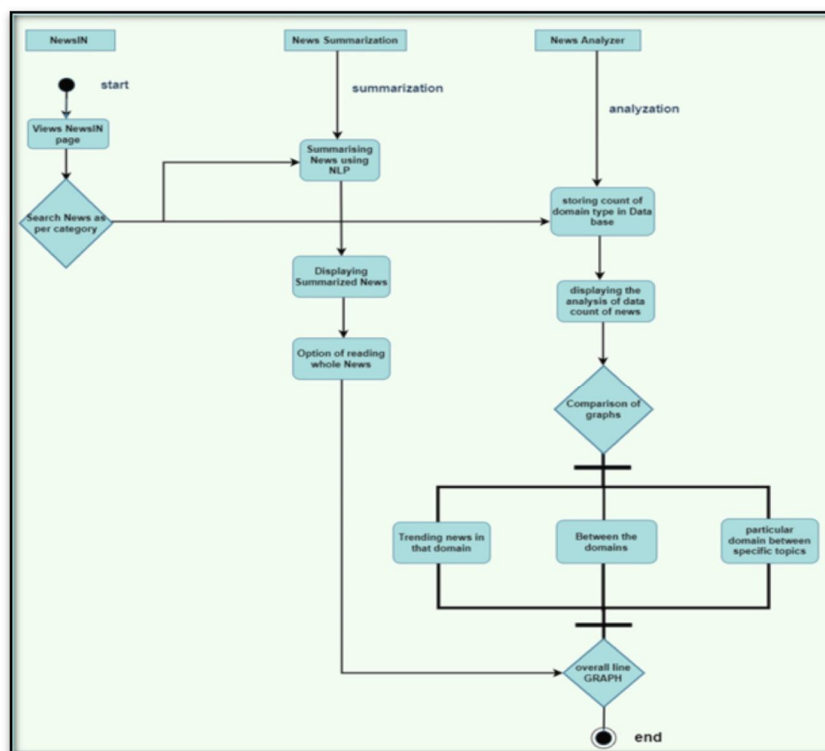 NewsIN
News Summarization
News Analyzer
start
summarization
analyzation
Views NewsIN
page
Summarising
News using
NLP
Search News as
per category
storing count of
domain type in Data
base
Displaying
Summarized News
displaying the
analysis of data
count of news
Option of reading
whole News
Comparison of
graphs
Trending news in
that domain
Between the
domains
particular
domain between
specific topics
overall line
GRAPH
end